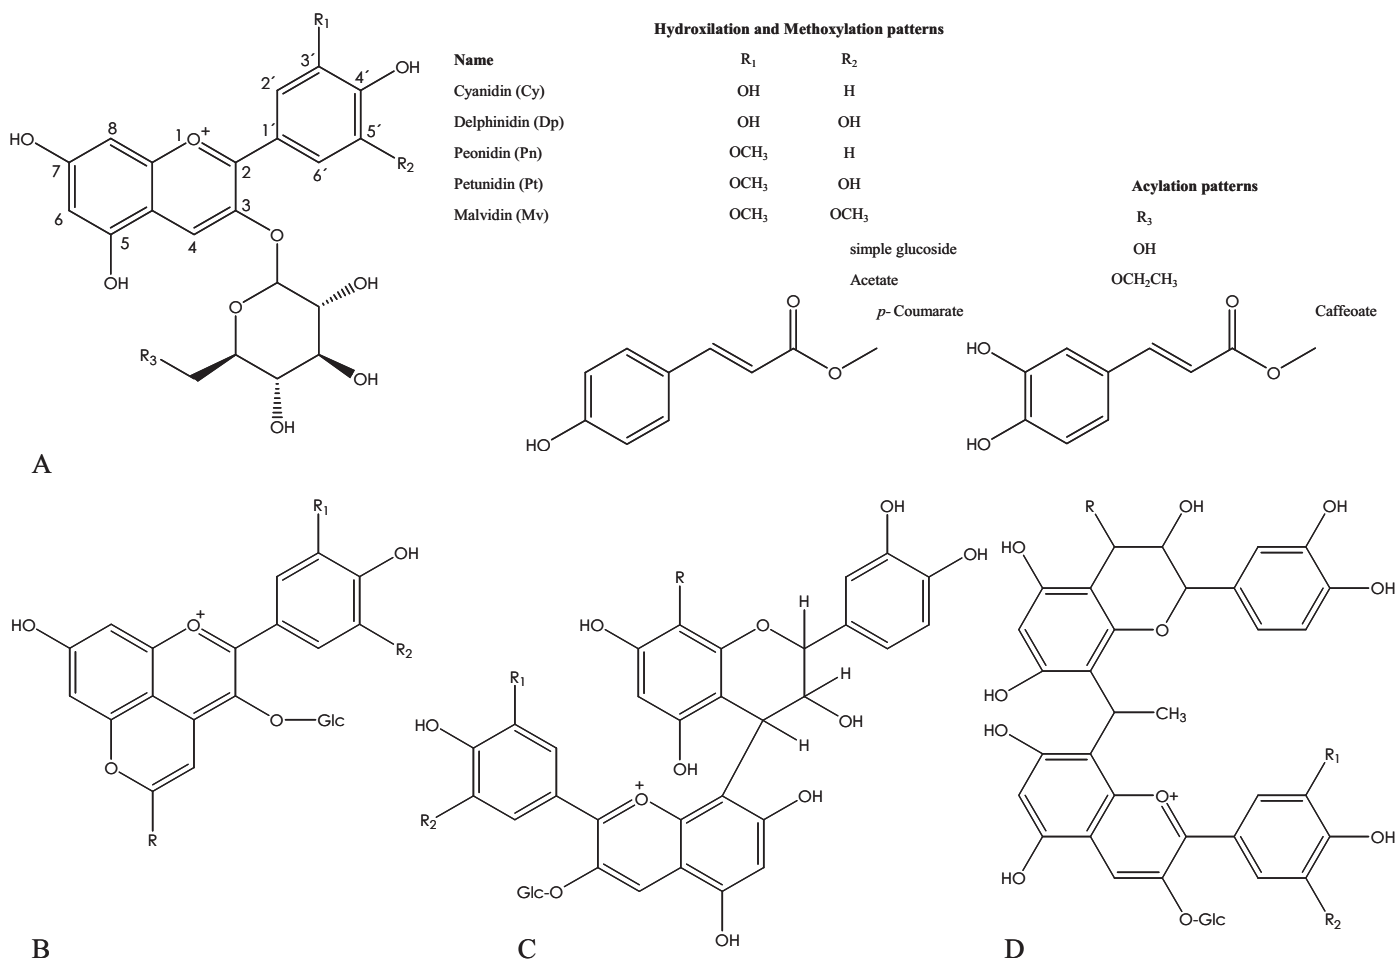 Hydroxilation and Methoxylation patterns
Name R₁ R₂
Cyanidin (Cy) OH H
Delphinidin (Dp) OH OH
Peonidin (Pn) OCH₃ H
Petunidin (Pt) OCH₃ OH
Malvidin (Mv) OCH₃ OCH₃
Acylation patterns
R₃
simple glucoside OH
Acetate OCH₂CH₃
p- Coumarate Caffeoate
R₁
3´
4´
OH
2´
8
1
O+
1´
5´
HO
7
2
6´
R₂
6
3
5
4
O
OH
O
OH
R₃
OH
OH
A
O
O
HO
O
HO
O
HO
R₁
OH
HO
O
+
R₂
O
Glc
O
R
B
OH
OH
R
H
HO
O
H
R₁
OH
HO
H
OH
R₂
O
+
OH
Glc-O
OH
C
R
OH
OH
HO
OH
O
HO
CH₃
HO
R₁
O+
OH
HO
O-Glc
R₂
D